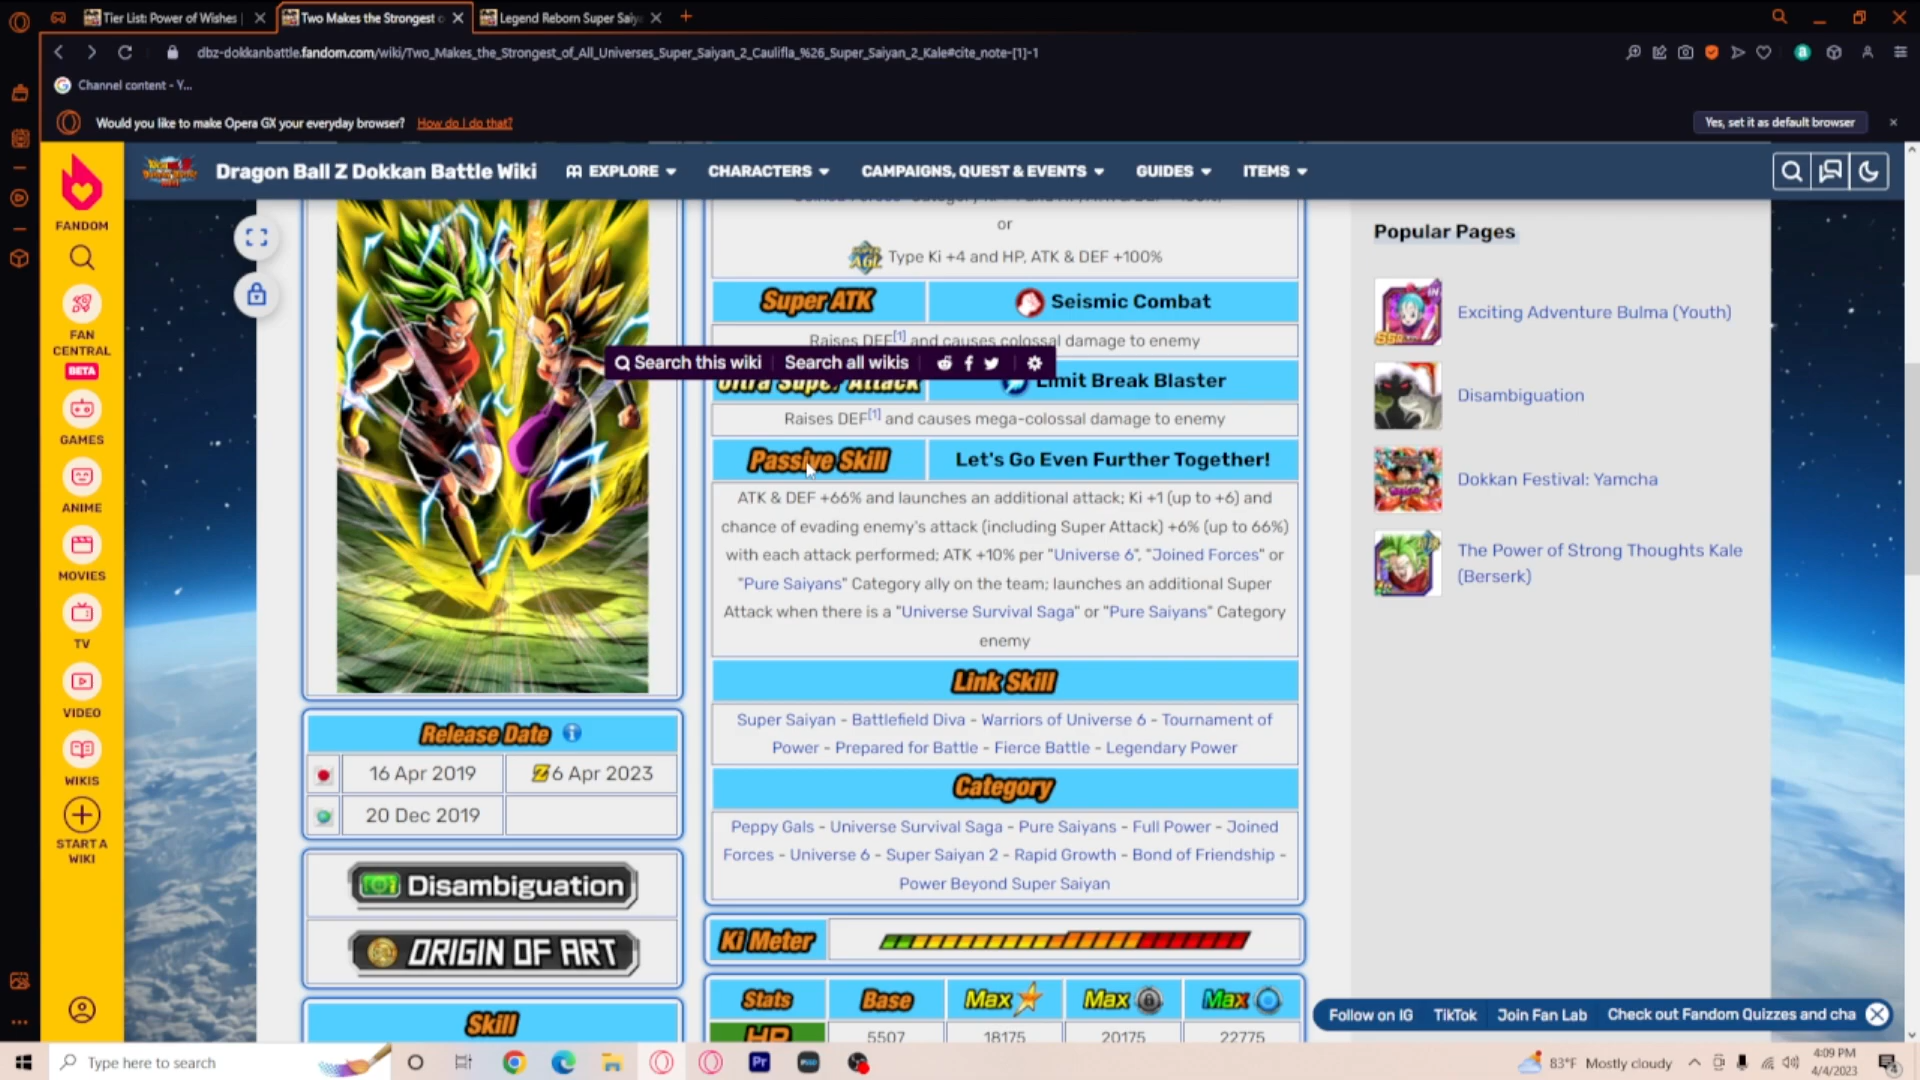 Tier List: Power of Wishes |
Two Makes the Strongest o
Legend Reborn Super Saiy
dbz-dokkanbattle.fandom.com/wiki/Two_Makes_the_Strongest_of_All_Universes_Super_Saiyan_2_Caulifla_%26_Super_Saiyan_2_Kale#cite_note-[1]-1
Channel content - Y...
Would you like to make Opera GX your everyday browser? How do I do that?
Yes, set it as default browser
Dragon Ball Z Dokkan Battle Wiki
EXPLORE
CHARACTERS
CAMPAIGNS, QUEST & EVENTS
GUIDES
ITEMS
FANDOM
FAN CENTRAL
BETA
GAMES
ANIME
MOVIES
TV
VIDEO
WIKIS
START A WIKI
or
Type Ki +4 and HP, ATK & DEF +100%
Super ATK
Seismic Combat
Raises DEF[1] and causes colossal damage to enemy
Search this wiki
Search all wikis
Ultra Super Attack
Limit Break Blaster
Raises DEF[1] and causes mega-colossal damage to enemy
Passive Skill
Let's Go Even Further Together!
ATK & DEF +66% and launches an additional attack; Ki +1 (up to +6) and
chance of evading enemy's attack (including Super Attack) +6% (up to 66%)
with each attack performed; ATK +10% per "Universe 6", "Joined Forces" or
"Pure Saiyans" Category ally on the team; launches an additional Super
Attack when there is a "Universe Survival Saga" or "Pure Saiyans" Category
enemy
Link Skill
Super Saiyan - Battlefield Diva - Warriors of Universe 6 - Tournament of
Power - Prepared for Battle - Fierce Battle - Legendary Power
Category
Peppy Gals - Universe Survival Saga - Pure Saiyans - Full Power - Joined
Forces - Universe 6 - Super Saiyan 2 - Rapid Growth - Bond of Friendship -
Power Beyond Super Saiyan
Ki Meter
Stats
Base
Max
Max
Max
HP
5507
18175
20175
22775
Release Date
16 Apr 2019
6 Apr 2023
20 Dec 2019
Disambiguation
ORIGIN OF ART
Skill
Popular Pages
Exciting Adventure Bulma (Youth)
Disambiguation
Dokkan Festival: Yamcha
The Power of Strong Thoughts Kale
(Berserk)
Follow on IG
TikTok
Join Fan Lab
Check out Fandom Quizzes and cha
Type here to search
83°F Mostly cloudy
4:09 PM
4/4/2023